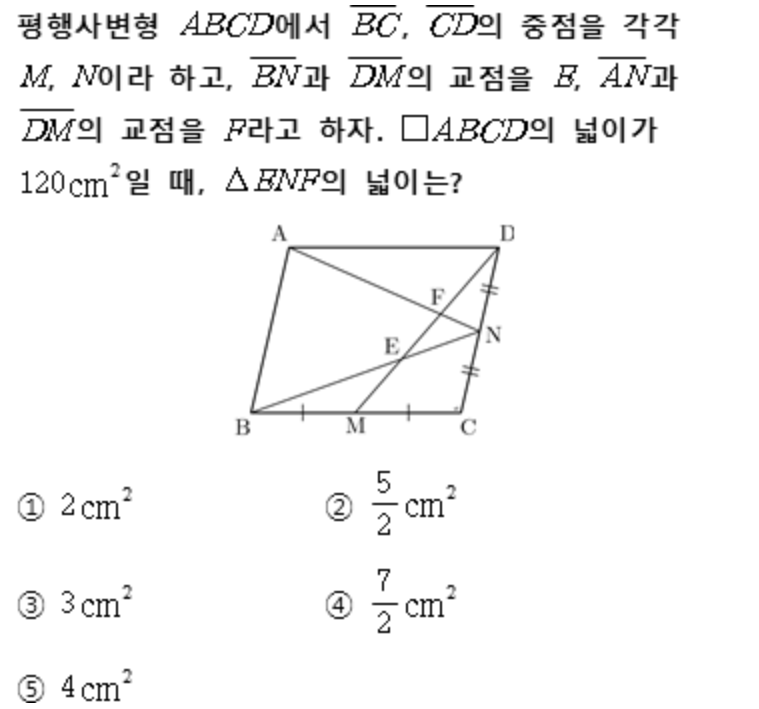 평행사변형 ABCD에서 BC, CD의 중점을 각각
M, N이라 하고, BN과 DM의 교점을 E, AN과
DM의 교점을 F라고 하자. □ABCD의 넓이가
120cm²일 때, △ENF의 넓이는?
A D
F
N
E
B M C
① 2cm² ② 5/2 cm²
③ 3cm² ④ 7/2 cm²
⑤ 4cm²